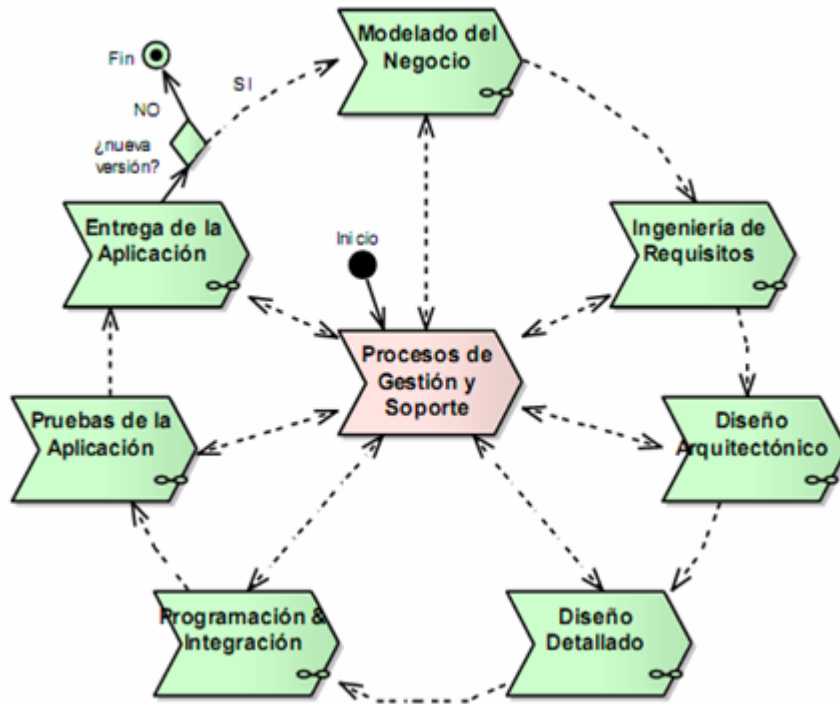 Modelado del
Negocio
Fin
SI
NO
¿nueva
versión?
Entrega de la
Aplicación
Ingeniería de
Requisitos
Inicio
Procesos de
Gestión y
Soporte
Pruebas de la
Aplicación
Diseño
Arquitectónico
Programación &
Integración
Diseño
Detallado